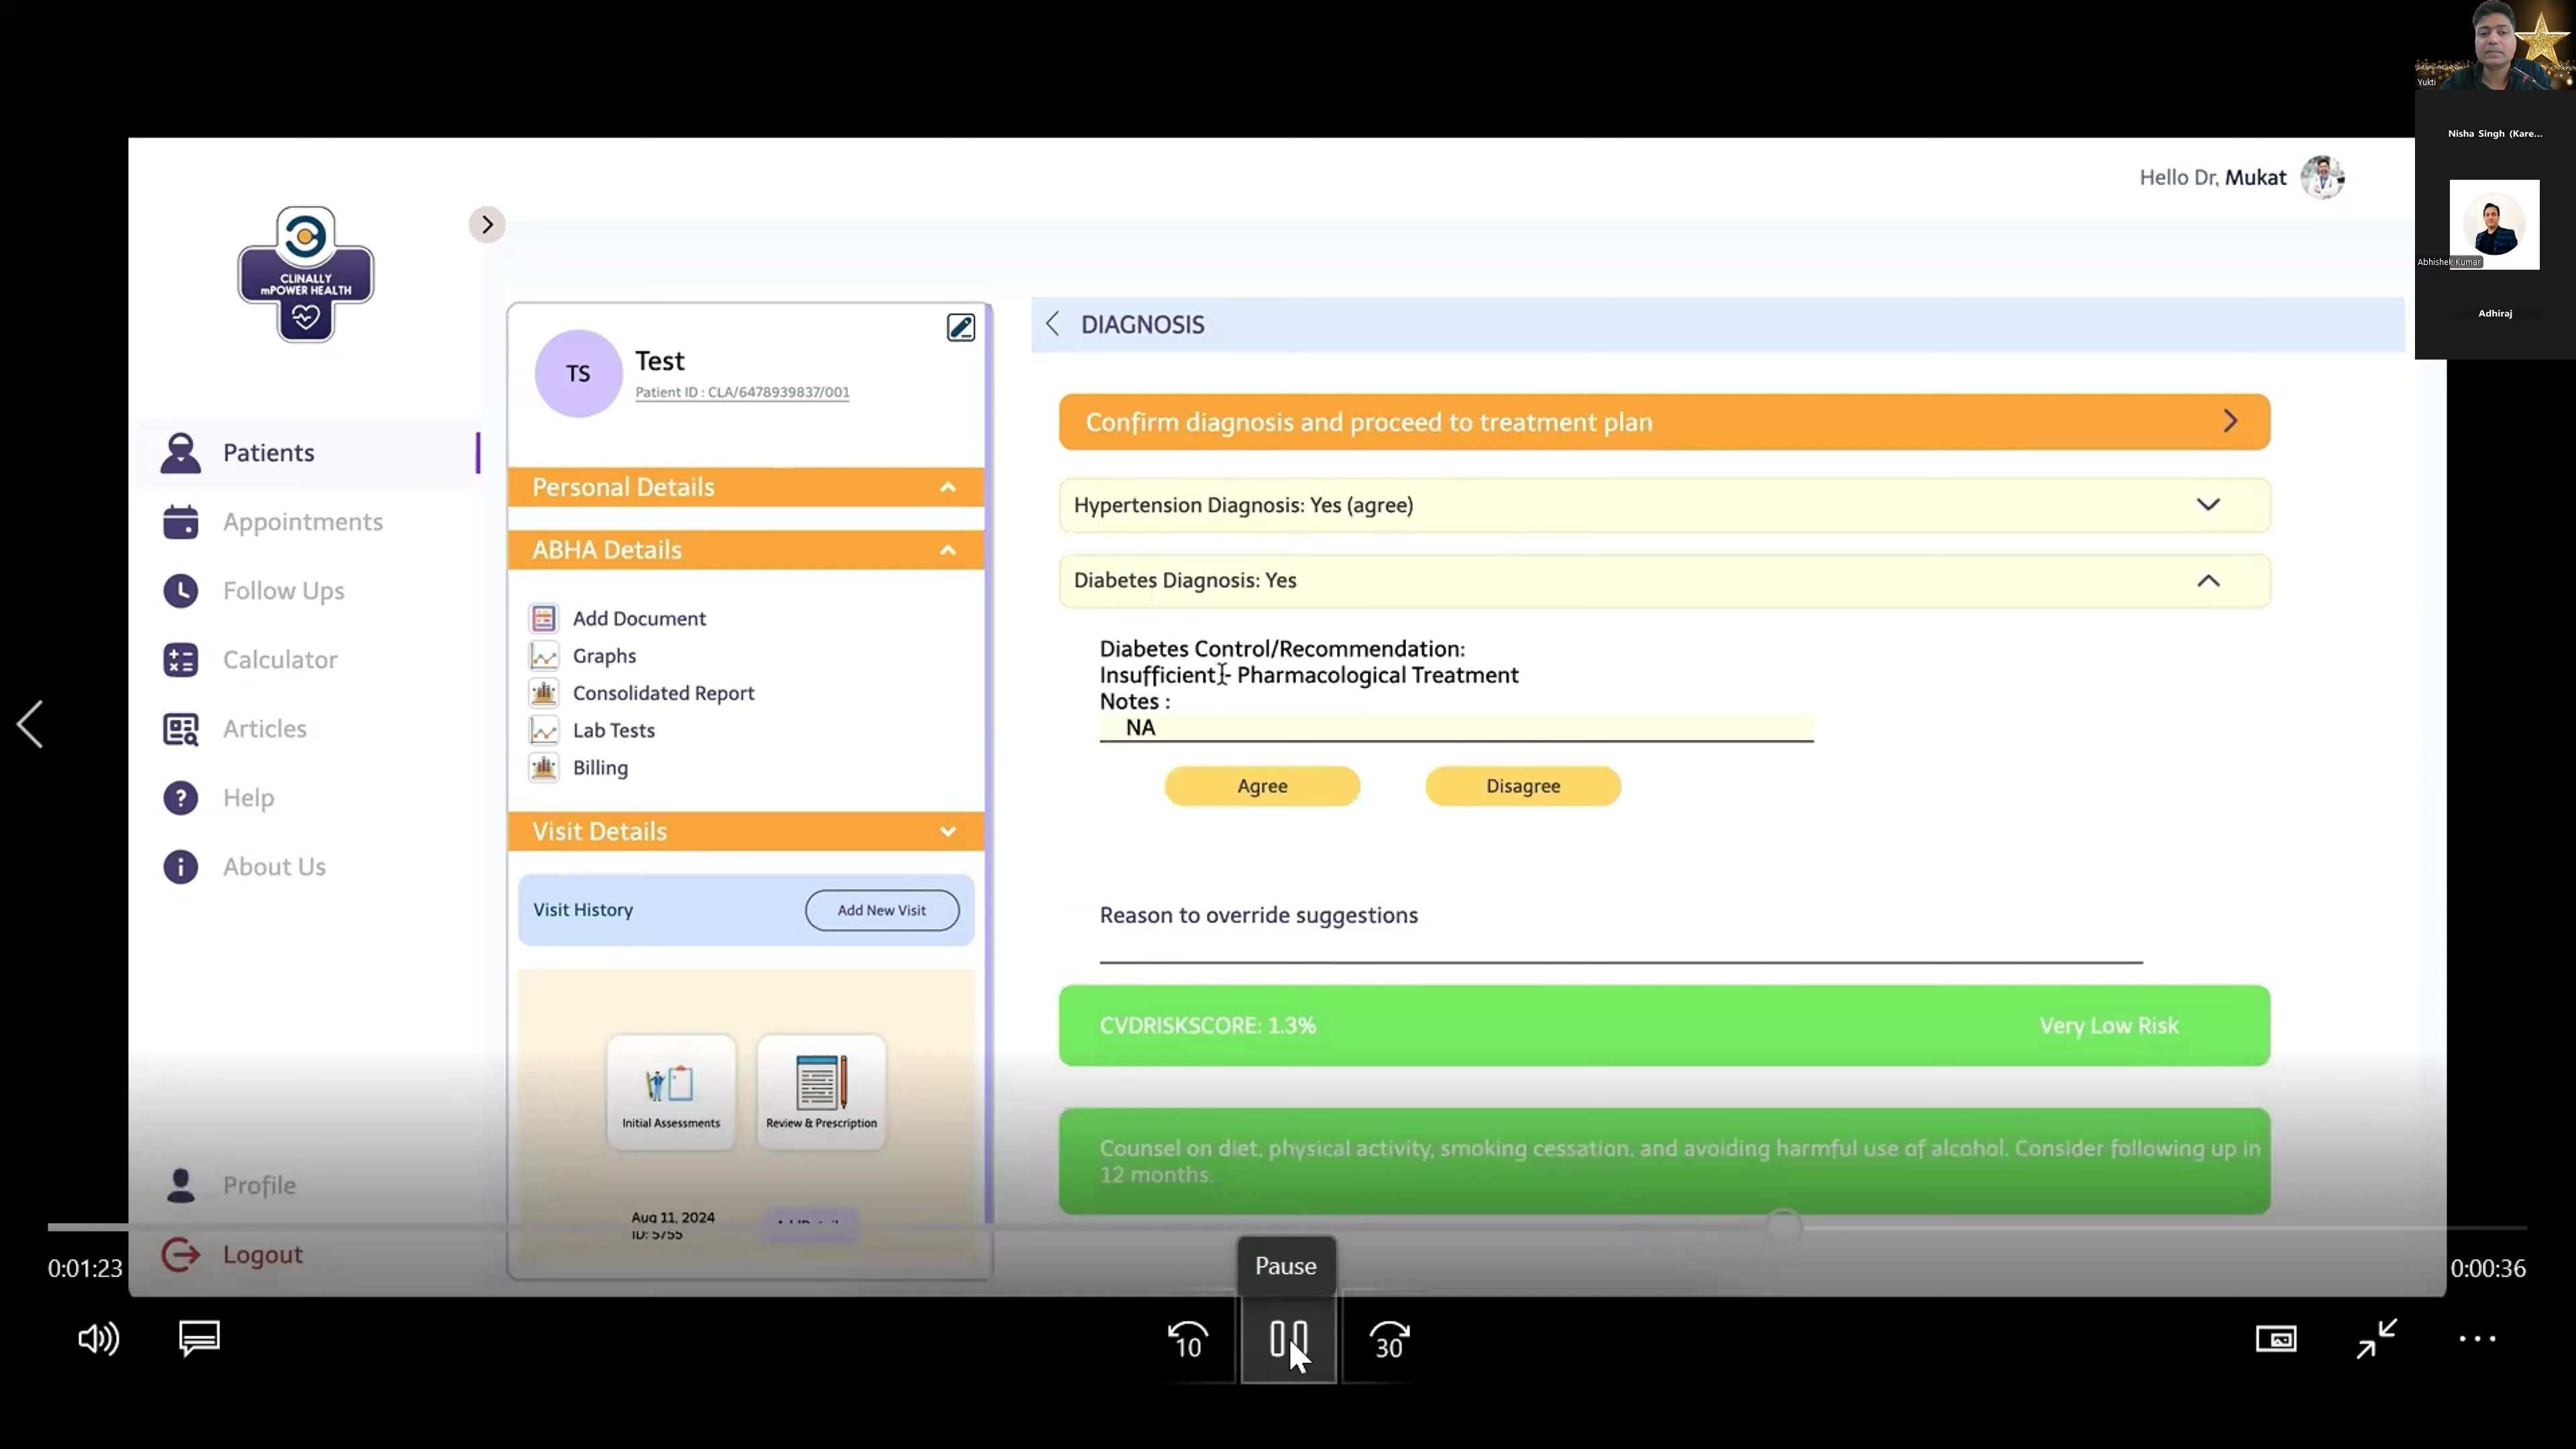 Yukti
Nisha Singh (Kare...
Abhishek Kumar
Adhiraj
Hello Dr, Mukat
CLINALLY
mPOWER HEALTH
Patients
Appointments
Follow Ups
Calculator
Articles
Help
About Us
Profile
Logout
TS
Test
Patient ID : CLA/6478939837/001
Personal Details
ABHA Details
Add Document
Graphs
Consolidated Report
Lab Tests
Billing
Visit Details
Visit History
Add New Visit
Initial Assessments
Review & Prescription
Aug 11, 2024
ID: 5755
DIAGNOSIS
Confirm diagnosis and proceed to treatment plan
Hypertension Diagnosis: Yes (agree)
Diabetes Diagnosis: Yes
Diabetes Control/Recommendation:
Insufficient - Pharmacological Treatment
Notes :
NA
Agree
Disagree
Reason to override suggestions
CVDRISKSCORE: 1.3%
Very Low Risk
Counsel on diet, physical activity, smoking cessation, and avoiding harmful use of alcohol. Consider following up in
12 months.
0:01:23
Pause
0:00:36
10
30